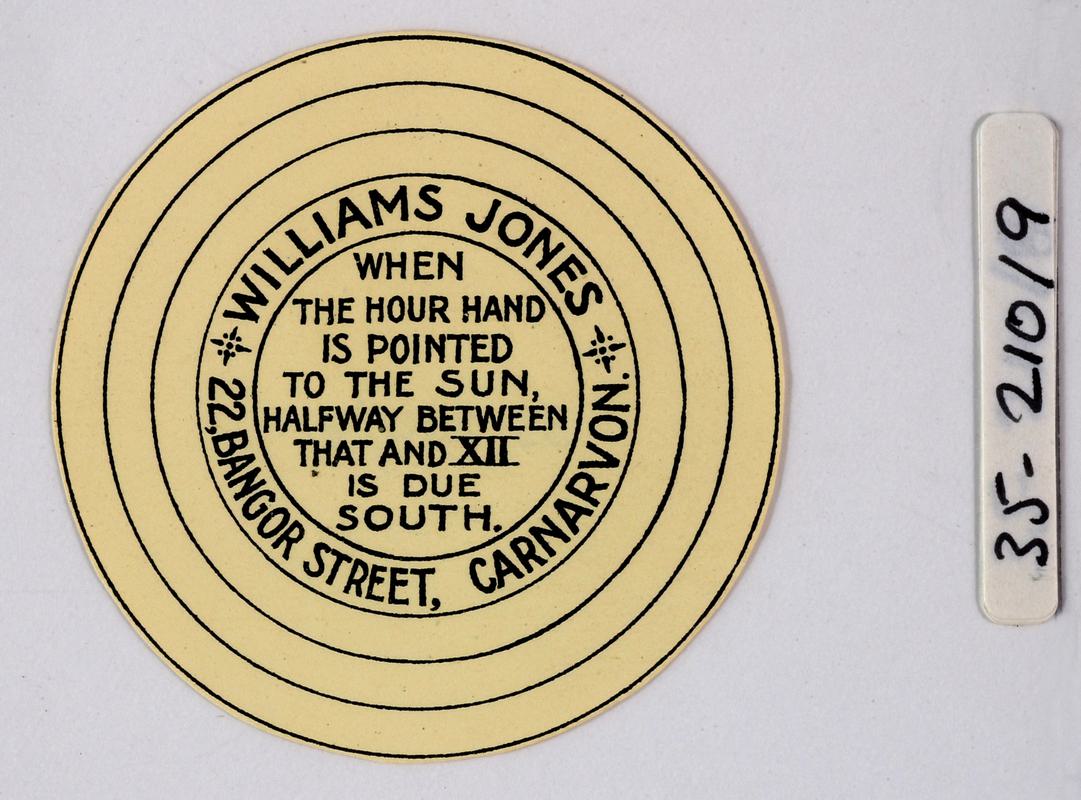 WILLIAMS JONES
22, BANGOR STREET, CARNARVON.
WHEN
THE HOUR HAND
IS POINTED
TO THE SUN,
HALFWAY BETWEEN
THAT AND XII
IS DUE
SOUTH.
35-210/9